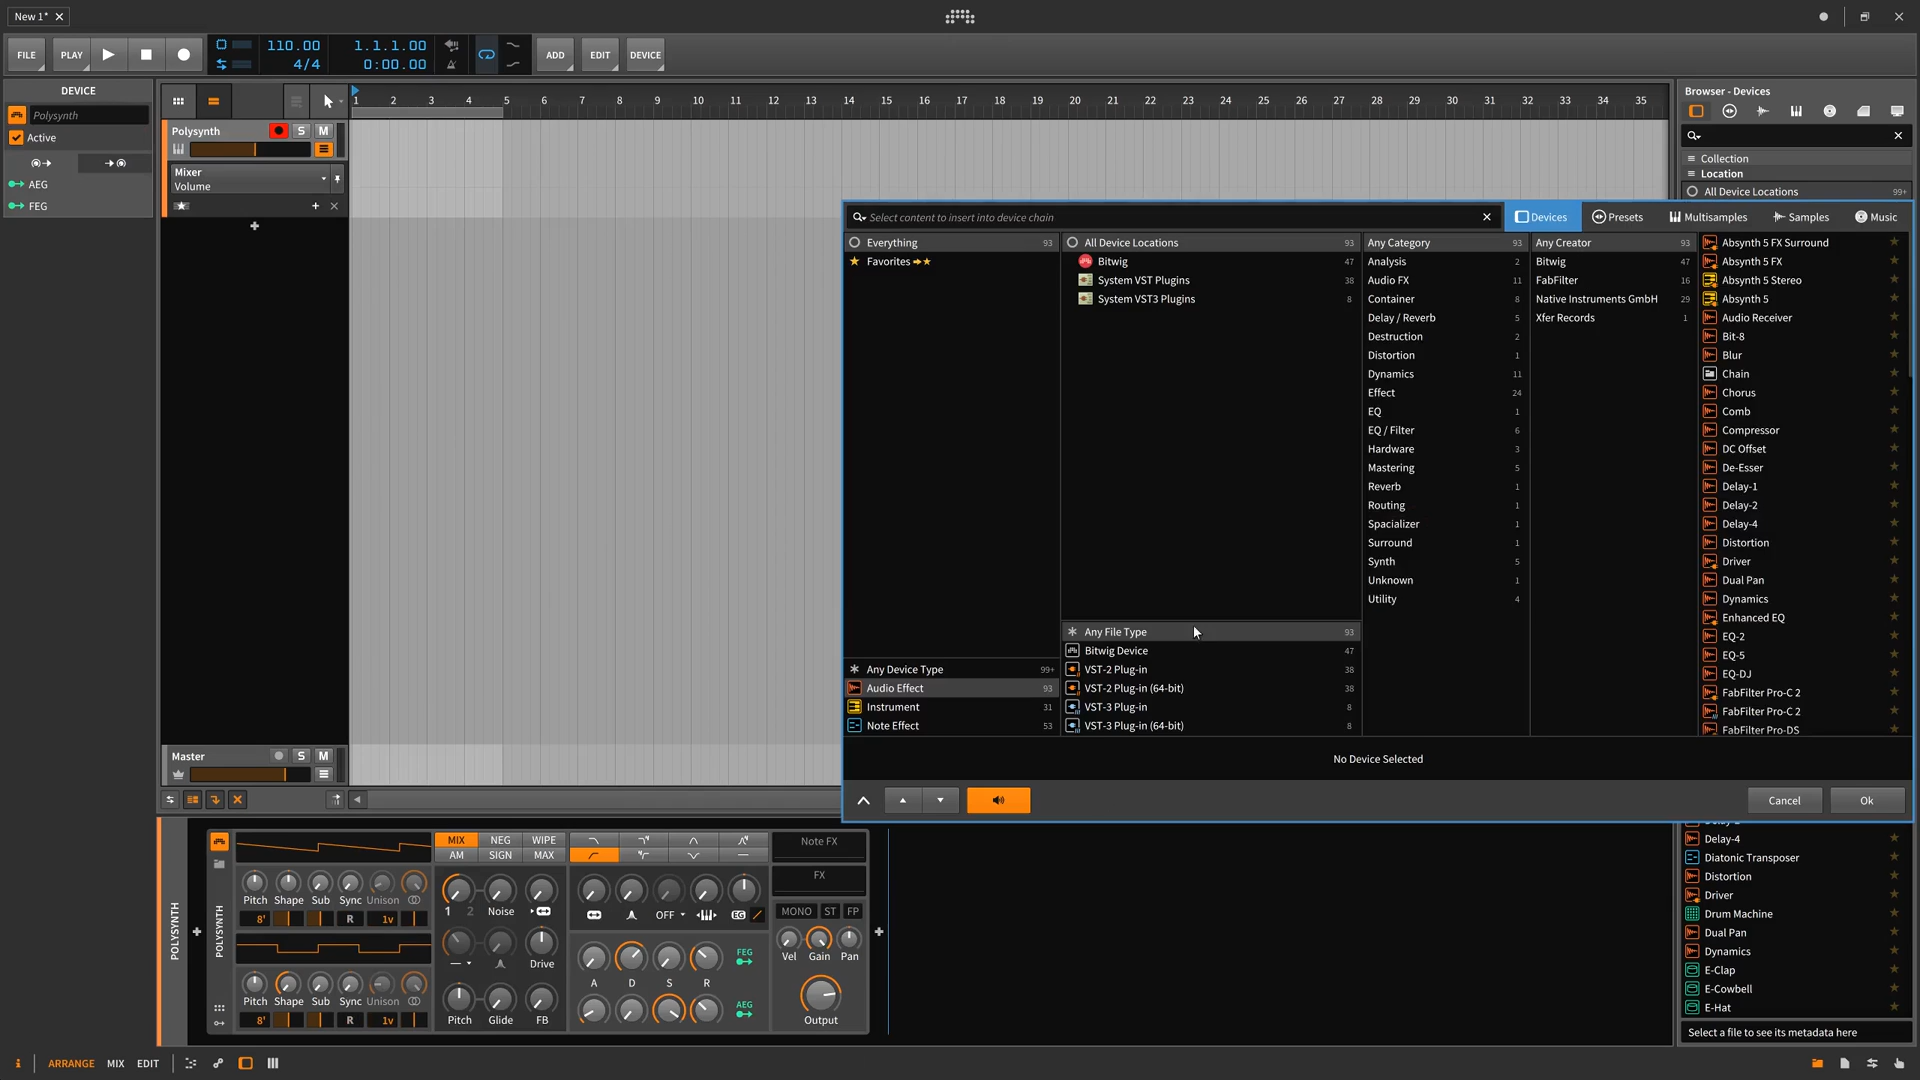 New 1*
FILE PLAY 110.00 4/4 1.1.1.00 0:00.00 ADD EDIT DEVICE
DEVICE
Polysynth
Active
AEG
FEG
1 2 3 4 5 6 7 8 9 10 11 12 13 14 15 16 17 18 19 20 21 22 23 24 25 26 27 28 29 30 31 32 33 34 35
Polysynth S M
Mixer
Volume
Master S M
Browser - Devices
Collection
Location
All Device Locations 99+
Select content to insert into device chain
Devices Presets Multisamples Samples Music
Everything 93
Favorites
Any Device Type 99+
Audio Effect 93
Instrument 31
Note Effect 53
All Device Locations 93
Bitwig 47
System VST Plugins 38
System VST3 Plugins 8
Any File Type 93
Bitwig Device 47
VST-2 Plug-in 38
VST-2 Plug-in (64-bit) 38
VST-3 Plug-in 8
VST-3 Plug-in (64-bit) 8
Any Category 93
Analysis 2
Audio FX 11
Container 8
Delay / Reverb 5
Destruction 2
Distortion 1
Dynamics 11
Effect 24
EQ 1
EQ / Filter 6
Hardware 3
Mastering 5
Reverb 1
Routing 1
Spacializer 1
Surround 1
Synth 5
Unknown 1
Utility 4
Any Creator 93
Bitwig 47
FabFilter 16
Native Instruments GmbH 29
Xfer Records 1
Absynth 5 FX Surround
Absynth 5 FX
Absynth 5 Stereo
Absynth 5
Audio Receiver
Bit-8
Blur
Chain
Chorus
Comb
Compressor
DC Offset
De-Esser
Delay-1
Delay-2
Delay-4
Distortion
Driver
Dual Pan
Dynamics
Enhanced EQ
EQ-2
EQ-5
EQ-DJ
FabFilter Pro-C 2
FabFilter Pro-C 2
FabFilter Pro-DS
No Device Selected
Cancel Ok
POLYSYNTH
POLYSYNTH
Pitch Shape Sub Sync Unison
8' R 1v
Pitch Shape Sub Sync Unison
8' R 1v
MIX NEG WIPE
AM SIGN MAX
1 2 Noise
Drive
Pitch Glide FB
OFF EG
A D S R
FEG
AEG
Note FX
FX
MONO ST FP
Vel Gain Pan
Output
Delay-4
Diatonic Transposer
Distortion
Driver
Drum Machine
Dual Pan
Dynamics
E-Clap
E-Cowbell
E-Hat
Select a file to see its metadata here
i ARRANGE MIX EDIT